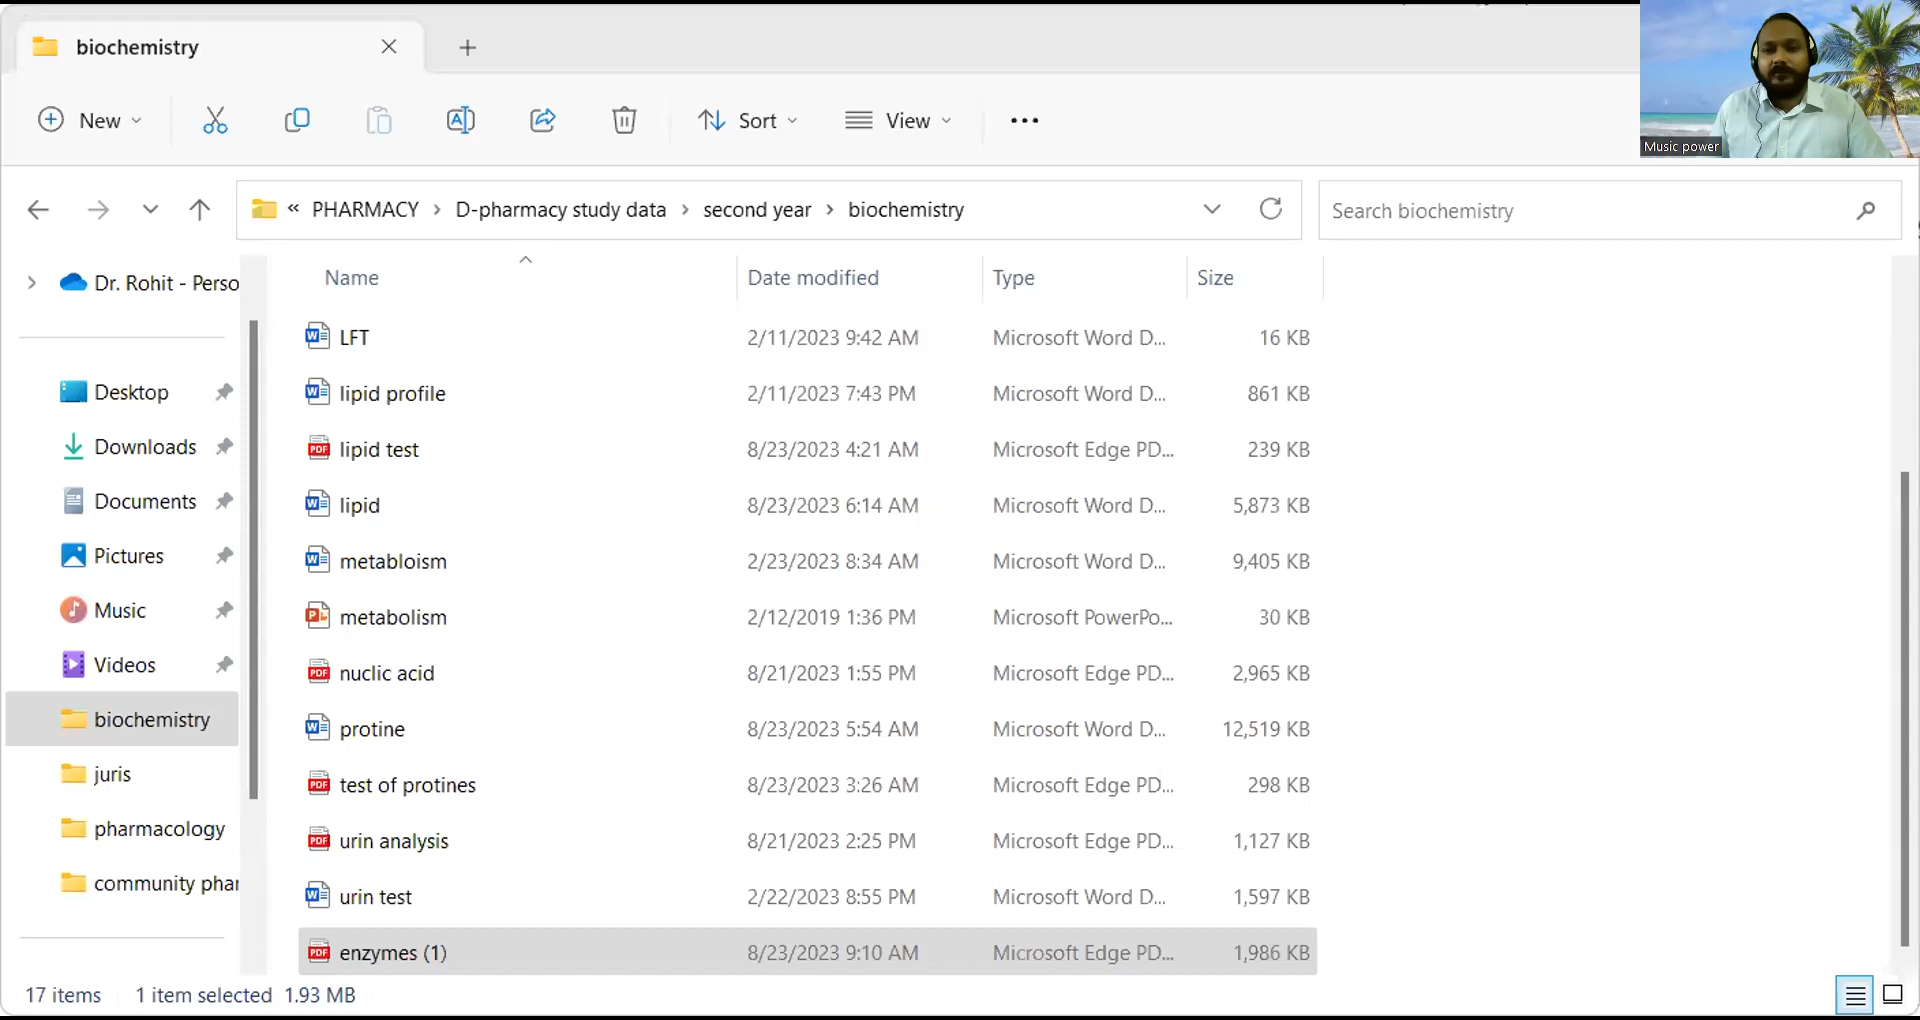 biochemistry
New
Sort
View
Music power
« PHARMACY › D-pharmacy study data › second year › biochemistry
Search biochemistry
Dr. Rohit - Perso
Desktop
Downloads
Documents
Pictures
Music
Videos
biochemistry
juris
pharmacology
community phar
Name Date modified Type Size
LFT 2/11/2023 9:42 AM Microsoft Word D... 16 KB
lipid profile 2/11/2023 7:43 PM Microsoft Word D... 861 KB
lipid test 8/23/2023 4:21 AM Microsoft Edge PD... 239 KB
lipid 8/23/2023 6:14 AM Microsoft Word D... 5,873 KB
metabloism 2/23/2023 8:34 AM Microsoft Word D... 9,405 KB
metabolism 2/12/2019 1:36 PM Microsoft PowerPo... 30 KB
nuclic acid 8/21/2023 1:55 PM Microsoft Edge PD... 2,965 KB
protine 8/23/2023 5:54 AM Microsoft Word D... 12,519 KB
test of protines 8/23/2023 3:26 AM Microsoft Edge PD... 298 KB
urin analysis 8/21/2023 2:25 PM Microsoft Edge PD... 1,127 KB
urin test 2/22/2023 8:55 PM Microsoft Word D... 1,597 KB
enzymes (1) 8/23/2023 9:10 AM Microsoft Edge PD... 1,986 KB
17 items 1 item selected 1.93 MB